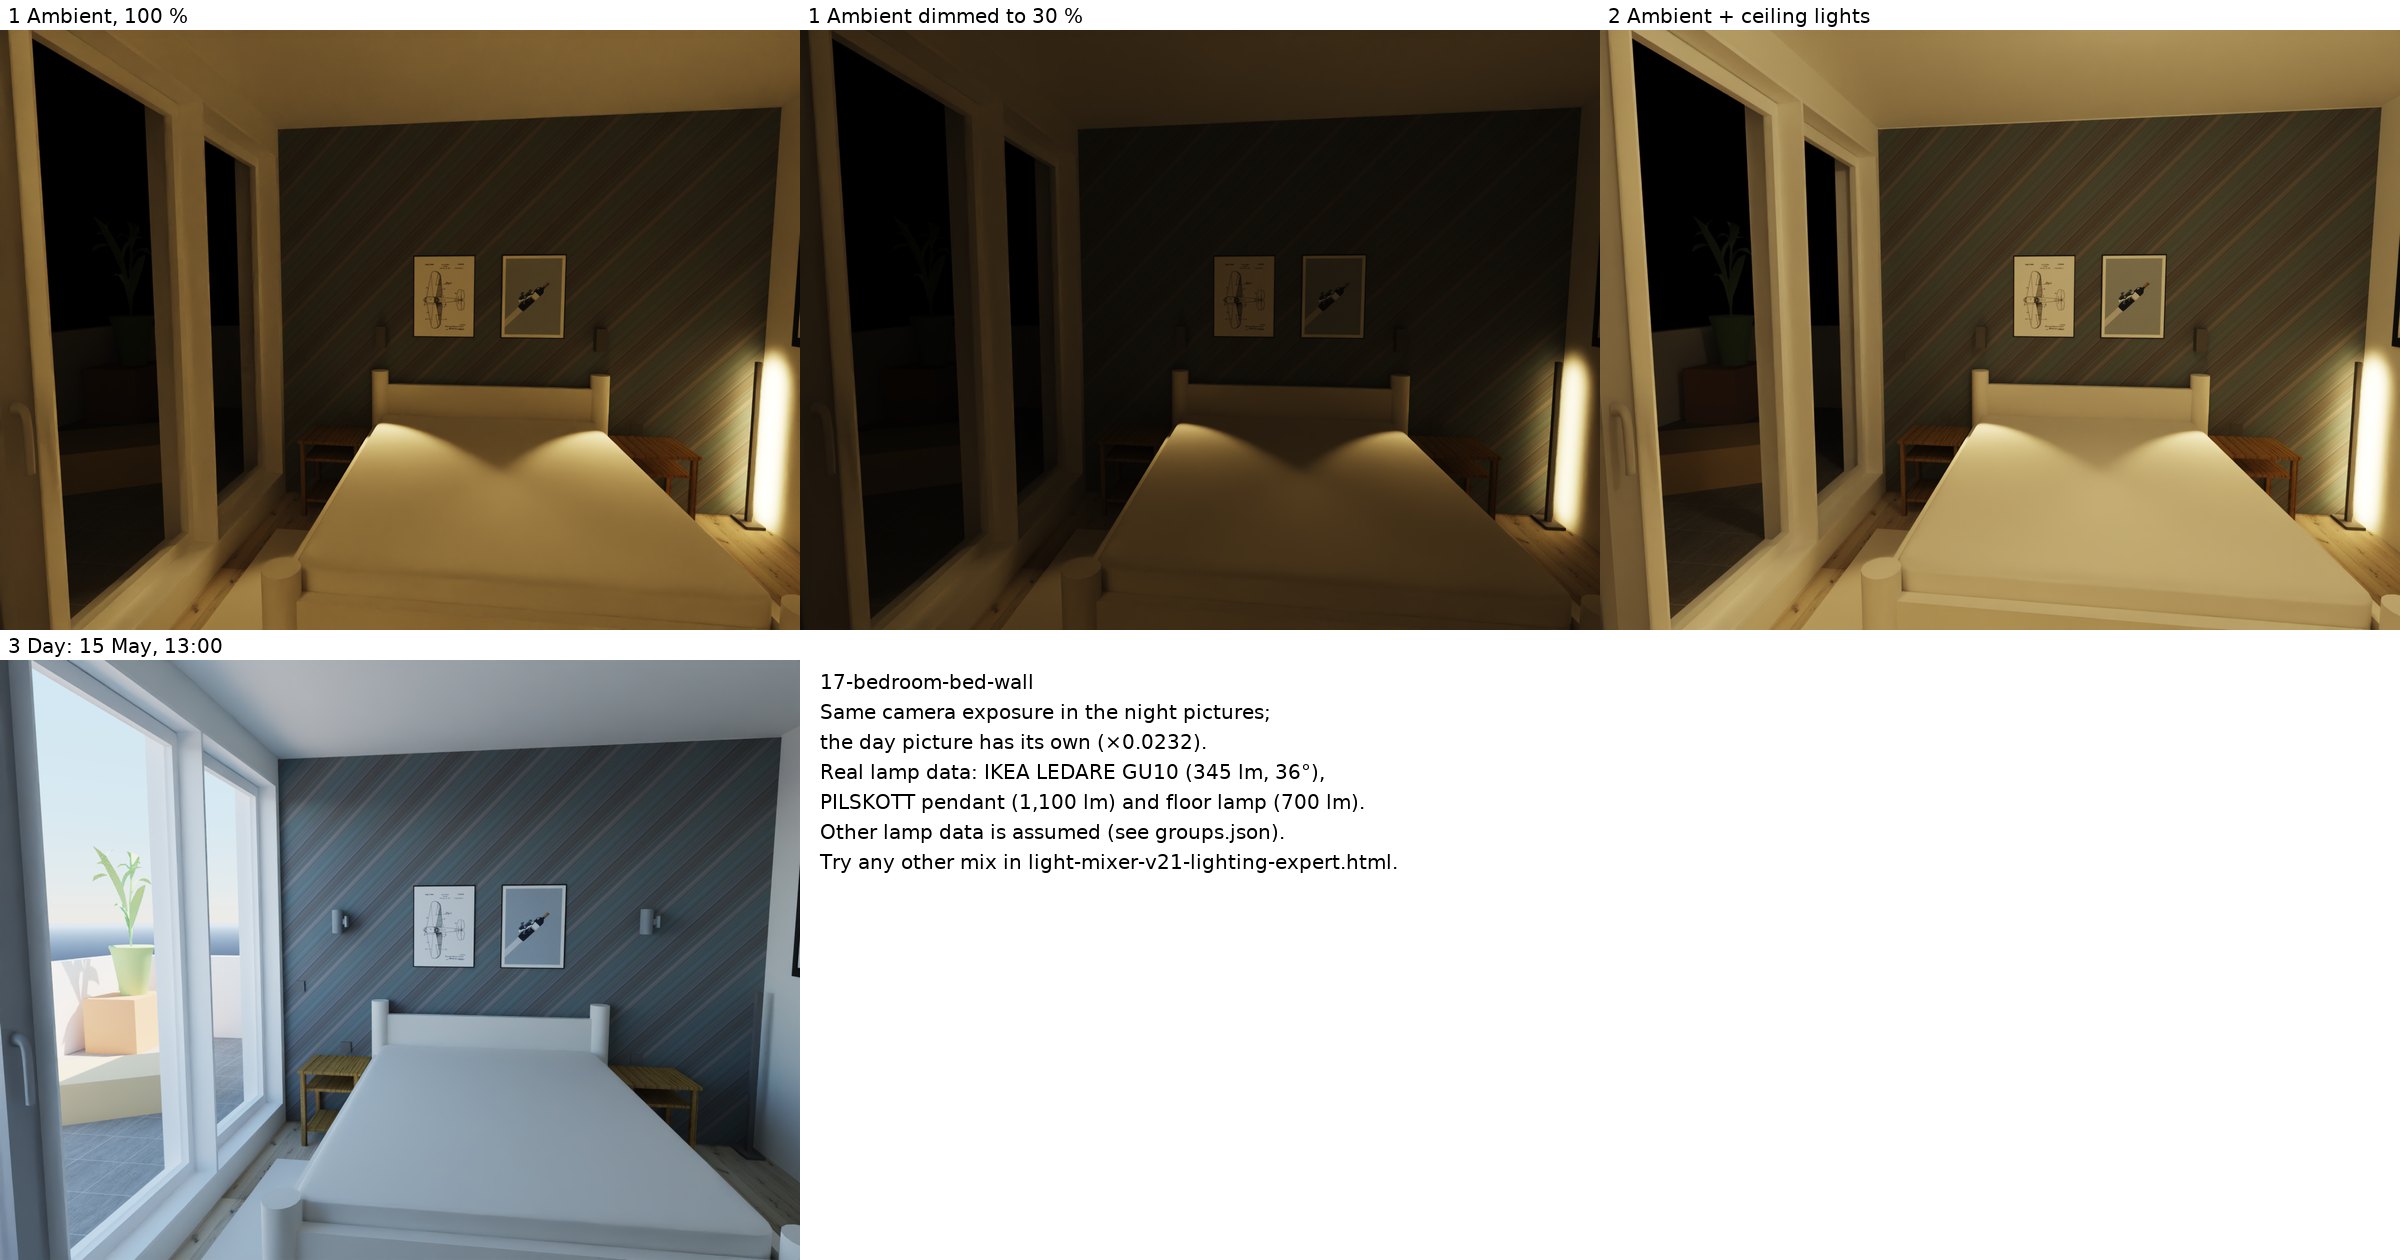 1 Ambient, 100 %
1 Ambient dimmed to 30 %
2 Ambient + ceiling lights
3 Day: 15 May, 13:00
17-bedroom-bed-wall
Same camera exposure in the night pictures;
the day picture has its own (×0.0232).
Real lamp data: IKEA LEDARE GU10 (345 lm, 36°),
PILSKOTT pendant (1,100 lm) and floor lamp (700 lm).
Other lamp data is assumed (see groups.json).
Try any other mix in light-mixer-v21-lighting-expert.html.